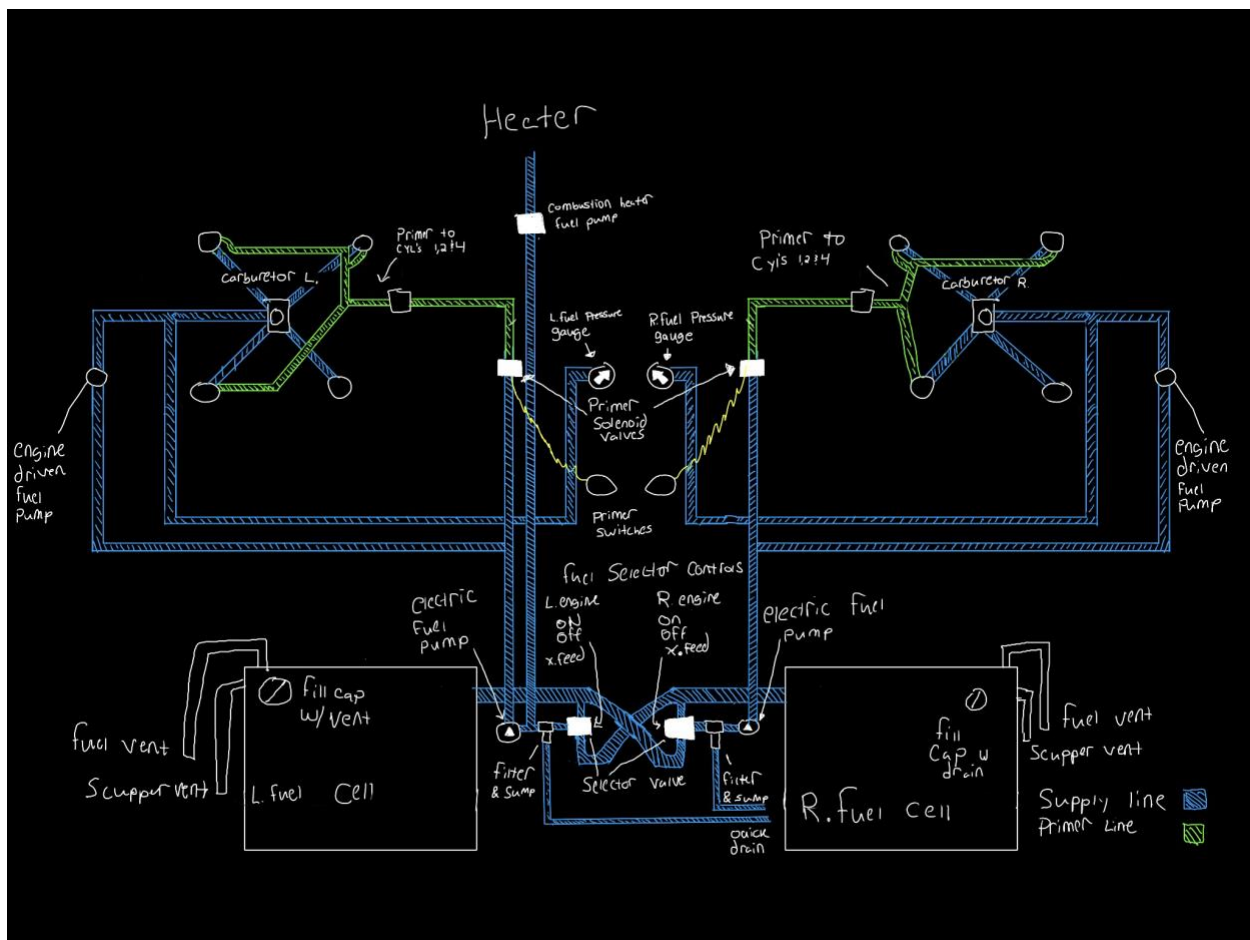 Heater
Combustion heater
fuel pump
Primer to
Cyl's 1,2&4
Carburetor L.
L.fuel Pressure
gauge
R.fuel Pressure
gauge
Primer to
Cyl's 1,2&4
Carburetor R.
Primer
Solenoid
valves
engine
driven
fuel
pump
Primer
switches
engine
driven
fuel
pump
fuel Selector Controls
L.engine
ON
Off
x.feed
R.engine
On
Off
x.feed
electric
fuel
pump
electric fuel
pump
fill cap
w/ vent
fuel vent
Scupper vent
L.fuel cell
filter
& sump
Selector valve
filter
& sump
Quick
drain
fill
Cap w
drain
fuel vent
Scupper vent
R.fuel cell
Supply line
Primer Line